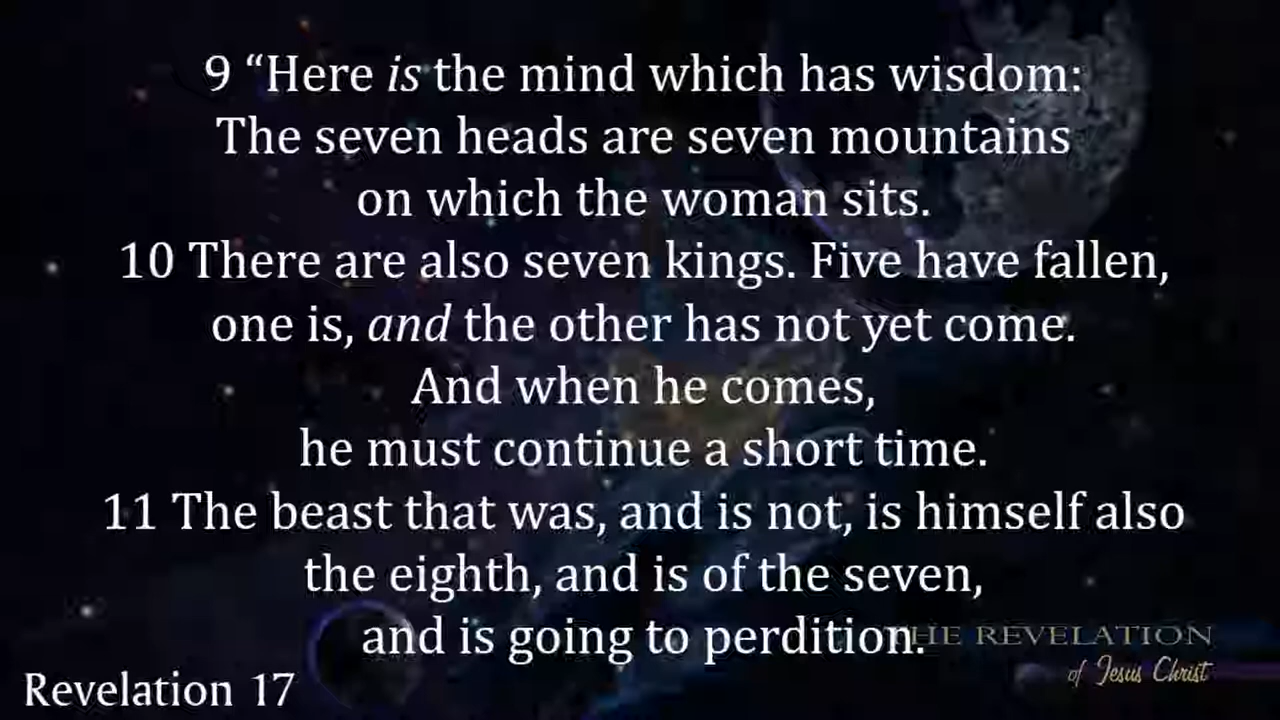 9 “Here is the mind which has wisdom:
The seven heads are seven mountains
on which the woman sits.
10 There are also seven kings. Five have fallen,
one is, and the other has not yet come.
And when he comes,
he must continue a short time.
11 The beast that was, and is not, is himself also
the eighth, and is of the seven,
and is going to perdition.
THE REVELATION
of Jesus Christ
Revelation 17